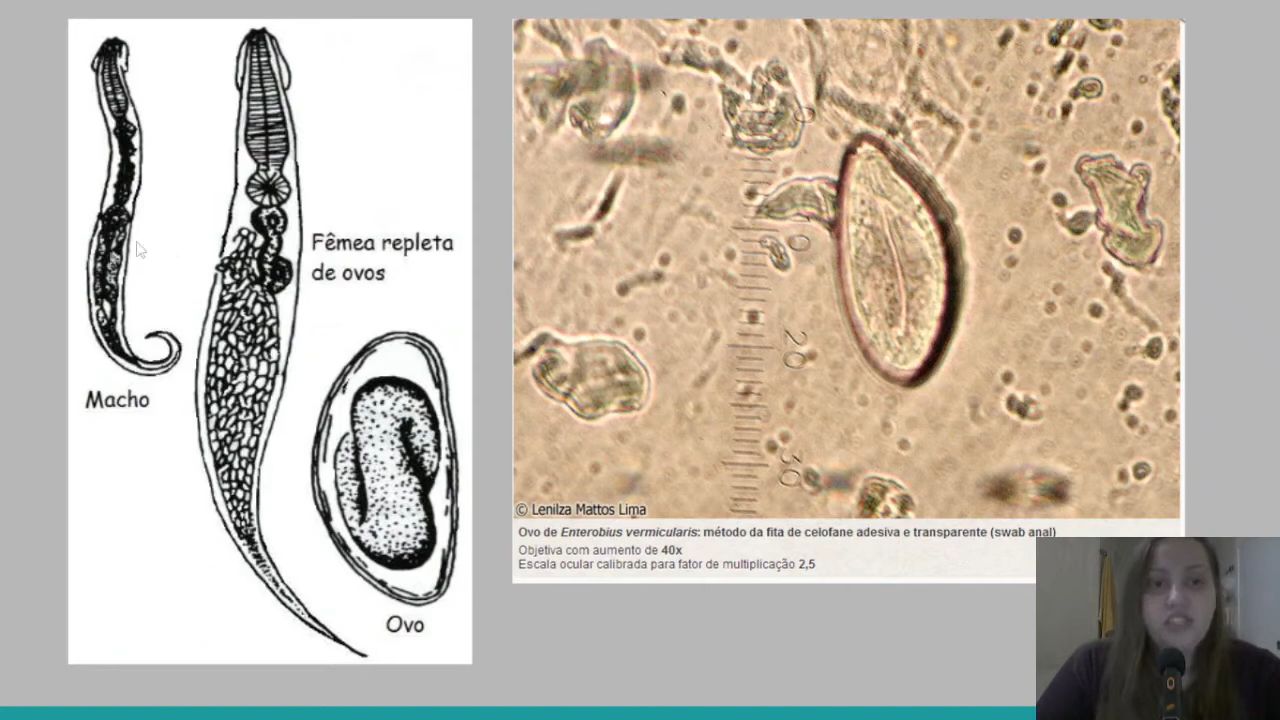 Fêmea repleta
de ovos
Macho
Ovo
0
10
20
30
© Lenilza Mattos Lima
Ovo de Enterobius vermicularis: método da fita de celofane adesiva e transparente (swab anal)
Objetiva com aumento de 40x
Escala ocular calibrada para fator de multiplicação 2,5